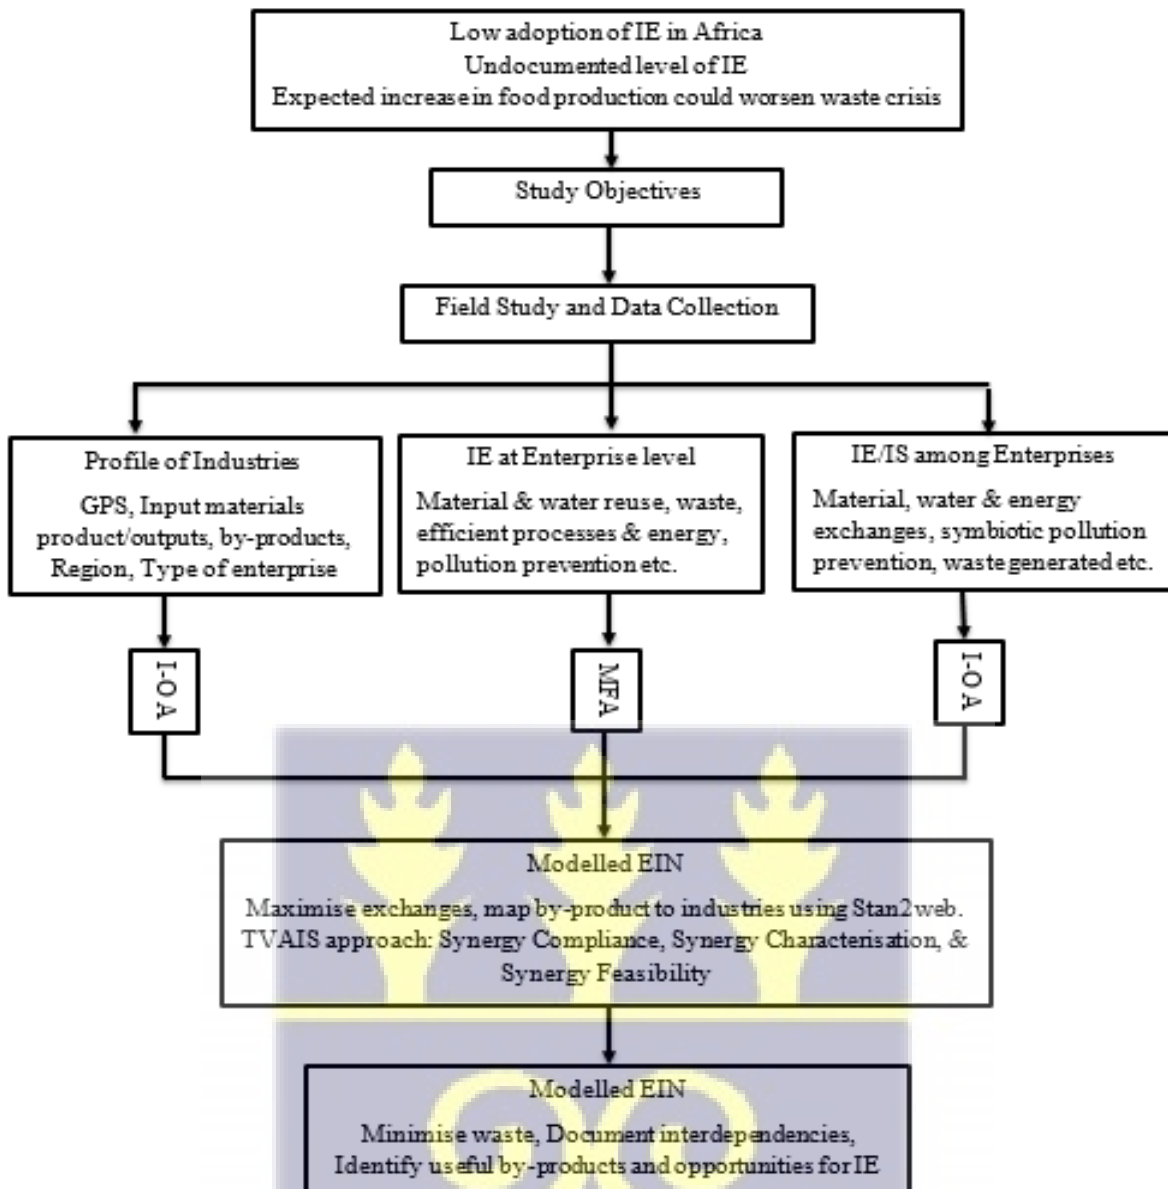 Low adoption of IE in Africa
Undocumented level of IE
Expected increase in food production could worsen waste crisis
Study Objectives
Field Study and Data Collection
Profile of Industries
GPS, Input materials
product/outputs, by-products,
Region, Type of enterprise
IE at Enterprise level
Material & water reuse, waste,
efficient processes & energy,
pollution prevention etc.
IE/IS among Enterprises
Material, water & energy
exchanges, symbiotic pollution
prevention, waste generated etc.
I-O A
MFA
I-O A
Modelled EIN
Maximise exchanges, map by-product to industries using Stan2web.
TVAIS approach: Synergy Compliance, Synergy Characterisation, &
Synergy Feasibility
Modelled EIN
Minimise waste, Document interdependencies,
Identify useful by-products and opportunities for IE